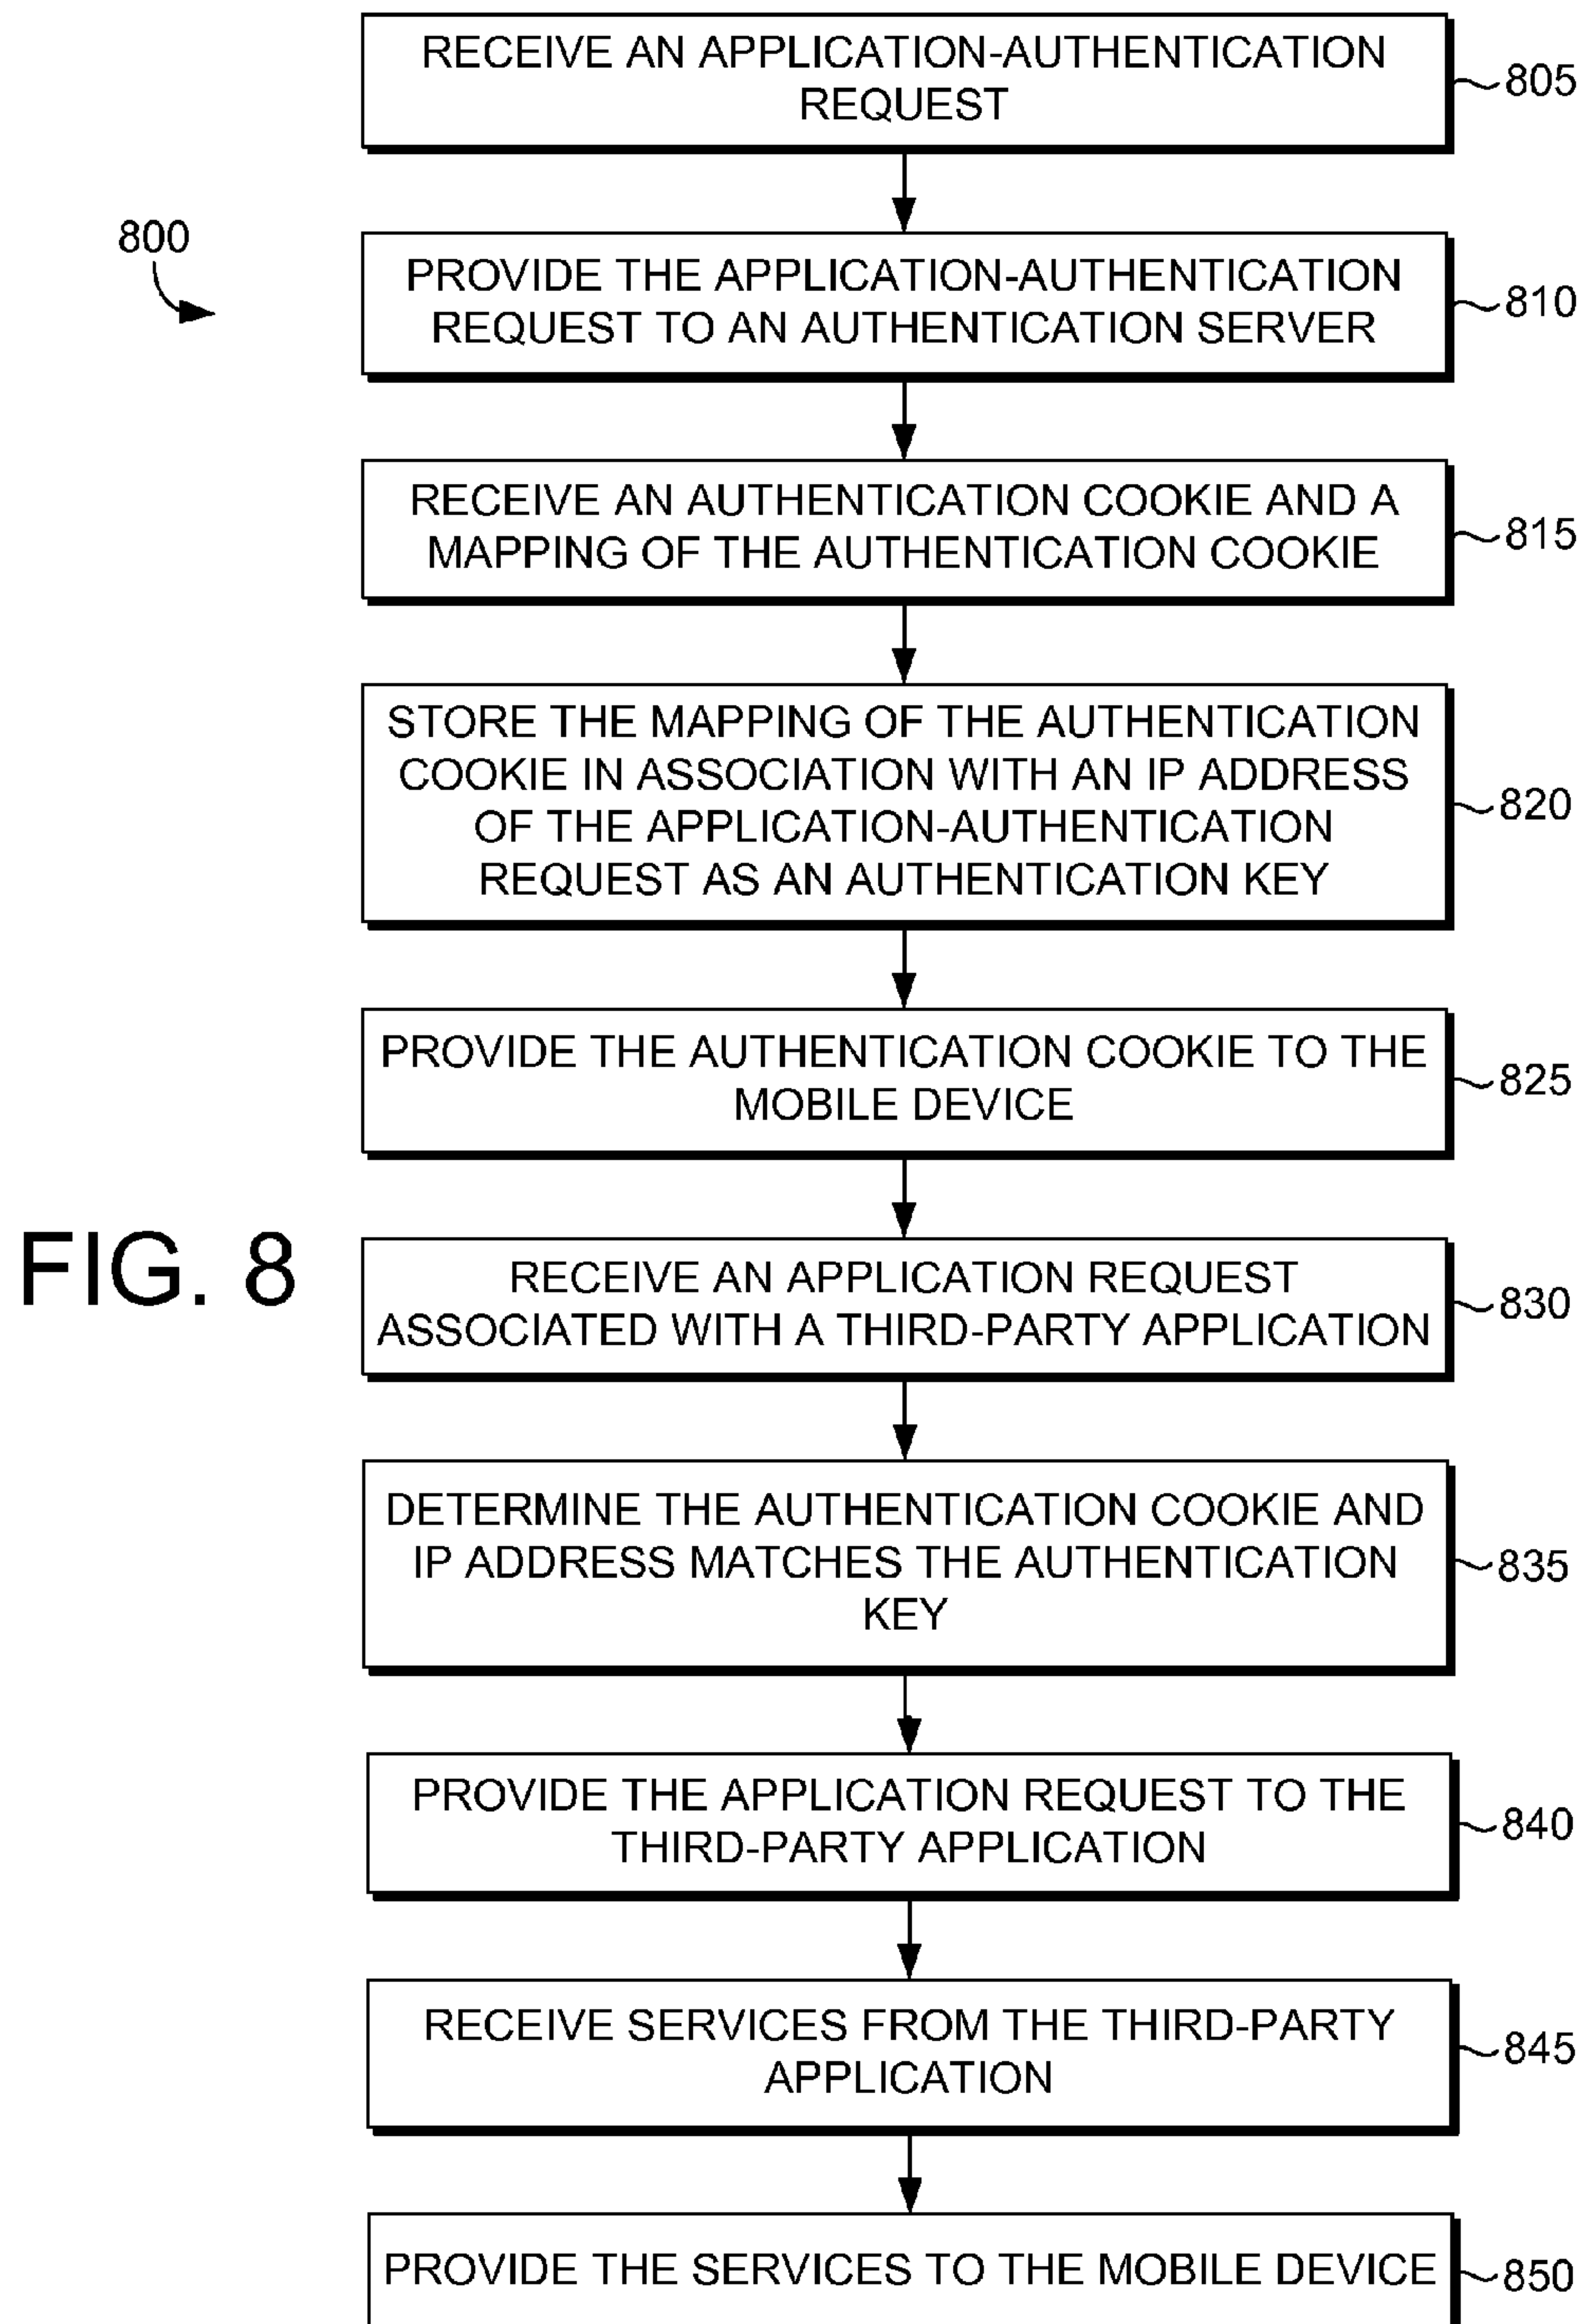 RECEIVE AN APPLICATION-AUTHENTICATION
REQUEST
805
800
PROVIDE THE APPLICATION-AUTHENTICATION
REQUEST TO AN AUTHENTICATION SERVER
810
RECEIVE AN AUTHENTICATION COOKIE AND A
MAPPING OF THE AUTHENTICATION COOKIE
815
STORE THE MAPPING OF THE AUTHENTICATION
COOKIE IN ASSOCIATION WITH AN IP ADDRESS
OF THE APPLICATION-AUTHENTICATION
REQUEST AS AN AUTHENTICATION KEY
820
PROVIDE THE AUTHENTICATION COOKIE TO THE
MOBILE DEVICE
825
FIG. 8
RECEIVE AN APPLICATION REQUEST
ASSOCIATED WITH A THIRD-PARTY APPLICATION
830
DETERMINE THE AUTHENTICATION COOKIE AND
IP ADDRESS MATCHES THE AUTHENTICATION
KEY
835
PROVIDE THE APPLICATION REQUEST TO THE
THIRD-PARTY APPLICATION
840
RECEIVE SERVICES FROM THE THIRD-PARTY
APPLICATION
845
PROVIDE THE SERVICES TO THE MOBILE DEVICE
850